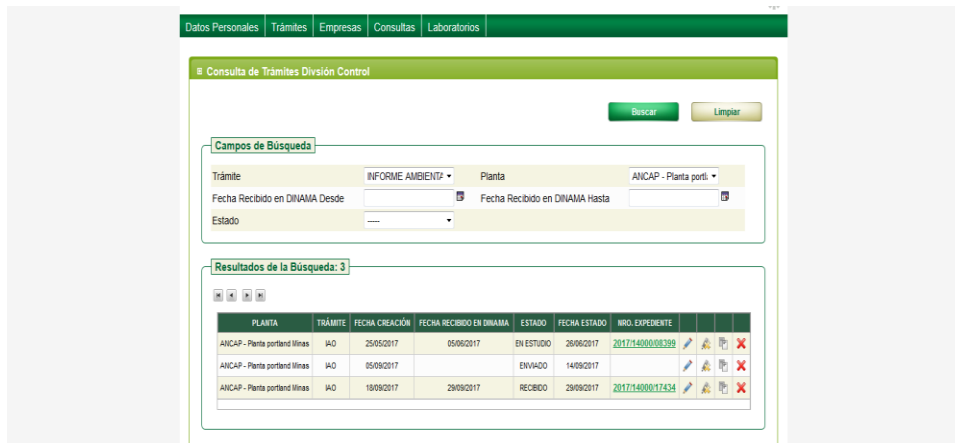 Datos Personales Trámites Empresas Consultas Laboratorios
Consulta de Trámites Divsión Control
Buscar Limpiar
Campos de Búsqueda
Trámite INFORME AMBIENTA Planta ANCAP - Planta portl
Fecha Recibido en DINAMA Desde Fecha Recibido en DINAMA Hasta
Estado -----
Resultados de la Búsqueda: 3
PLANTA TRÁMITE FECHA CREACIÓN FECHA RECIBIDO EN DINAMA ESTADO FECHA ESTADO NRO. EXPEDIENTE
ANCAP - Planta portland Minas IAO 25/05/2017 05/06/2017 EN ESTUDIO 26/06/2017 2017/14000/08399
ANCAP - Planta portland Minas IAO 05/09/2017 ENVIADO 14/09/2017
ANCAP - Planta portland Minas IAO 18/09/2017 29/09/2017 RECIBIDO 29/09/2017 2017/14000/17434